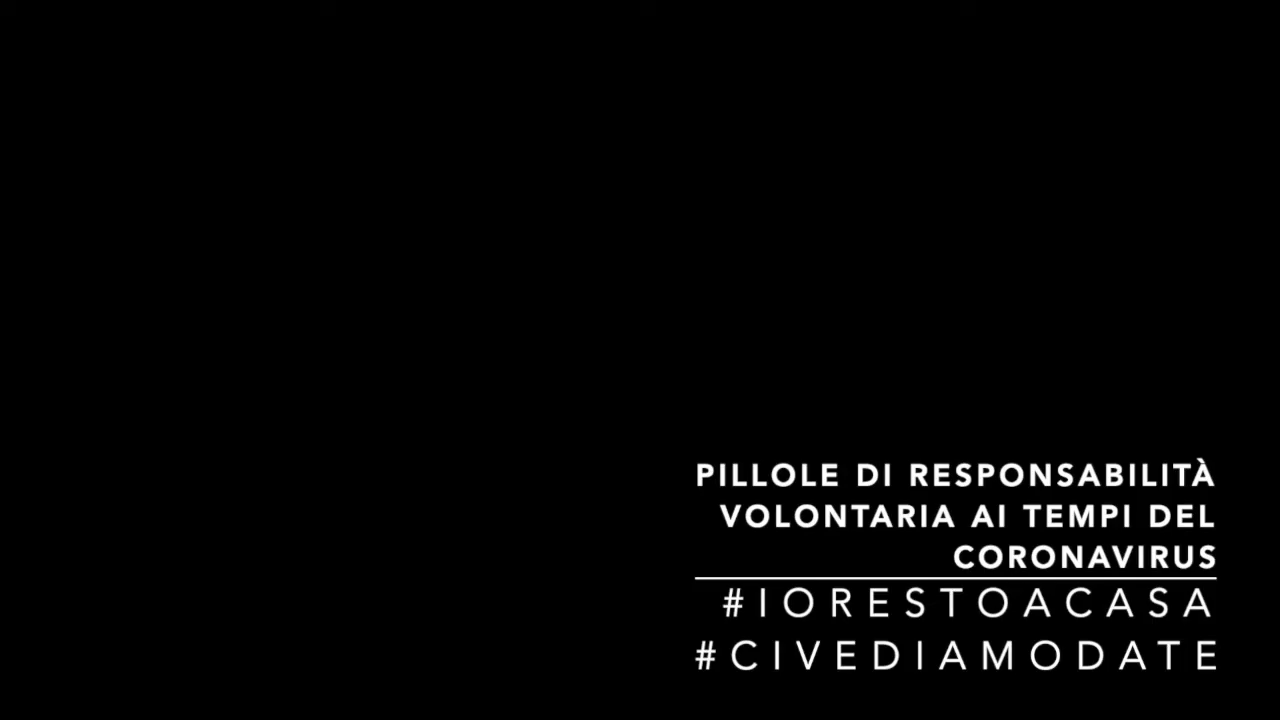 PILLOLE DI RESPONSABILITÀ
VOLONTARIA AI TEMPI DEL
CORONAVIRUS
#IORESTOACASA
#CIVEDIAMODATE